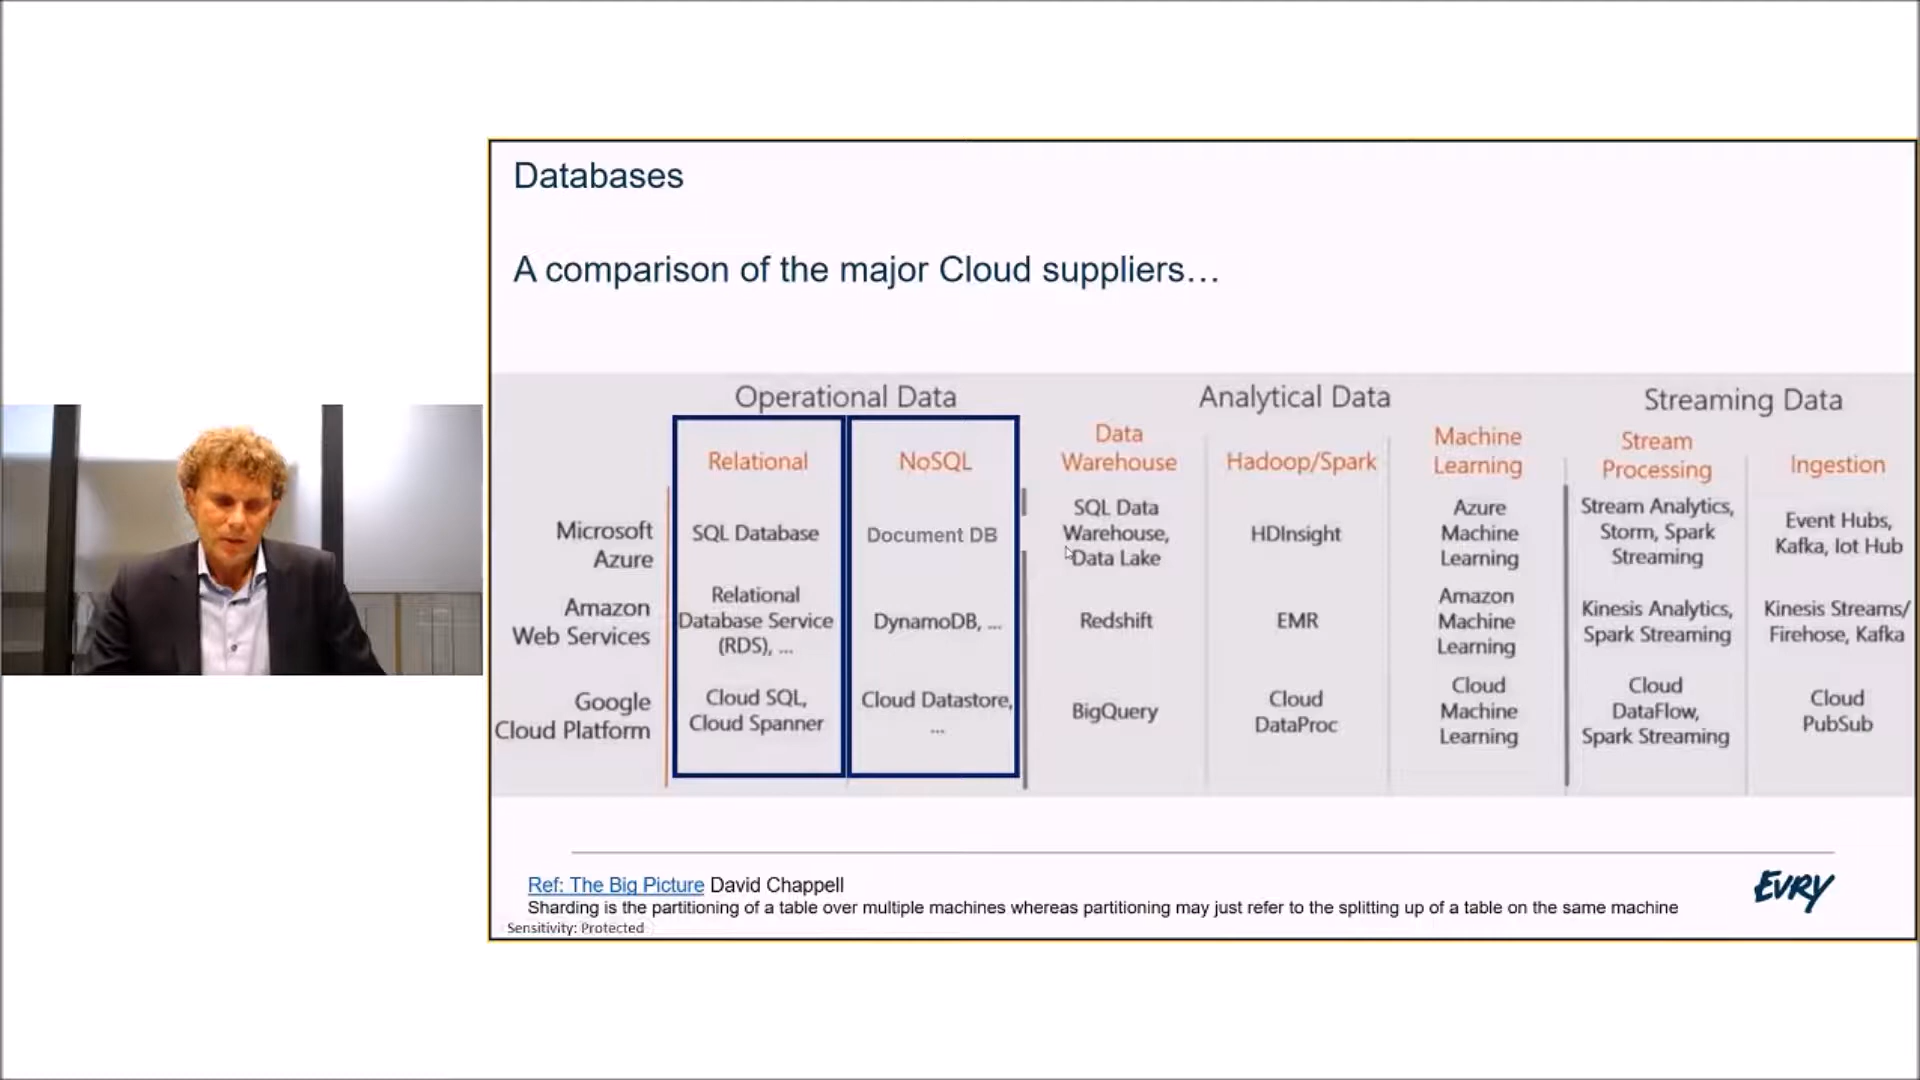 Databases
A comparison of the major Cloud suppliers…
Operational Data
Analytical Data
Streaming Data
Relational
NoSQL
Data
Warehouse
Hadoop/Spark
Machine
Learning
Stream
Processing
Ingestion
Microsoft
Azure
SQL Database
Document DB
SQL Data
Warehouse,
Data Lake
HDInsight
Azure
Machine
Learning
Stream Analytics,
Storm, Spark
Streaming
Event Hubs,
Kafka, Iot Hub
Amazon
Web Services
Relational
Database Service
(RDS), ...
DynamoDB, ...
Redshift
EMR
Amazon
Machine
Learning
Kinesis Analytics,
Spark Streaming
Kinesis Streams/
Firehose, Kafka
Google
Cloud Platform
Cloud SQL,
Cloud Spanner
Cloud Datastore,
...
BigQuery
Cloud
DataProc
Cloud
Machine
Learning
Cloud
DataFlow,
Spark Streaming
Cloud
PubSub
Ref: The Big Picture David Chappell
Sharding is the partitioning of a table over multiple machines whereas partitioning may just refer to the splitting up of a table on the same machine
Sensitivity: Protected
EVRY